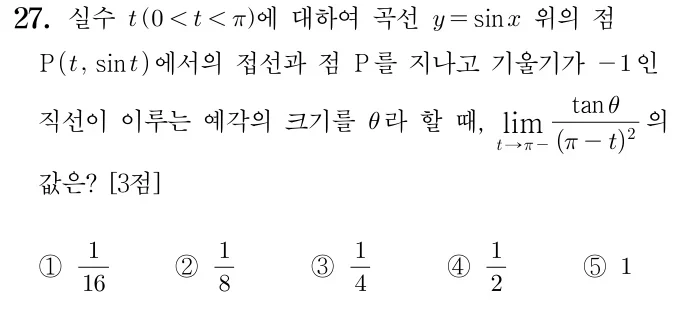 27. 실수 t(0<t<π)에 대하여 곡선 y=sin x 위의 점
P(t, sin t)에서의 접선과 점 P를 지나고 기울기가 −1인
직선이 이루는 예각의 크기를 θ라 할 때, lim_{t→π−} tanθ/(π−t)² 의
값은? [3점]
① 1/16 ② 1/8 ③ 1/4 ④ 1/2 ⑤ 1